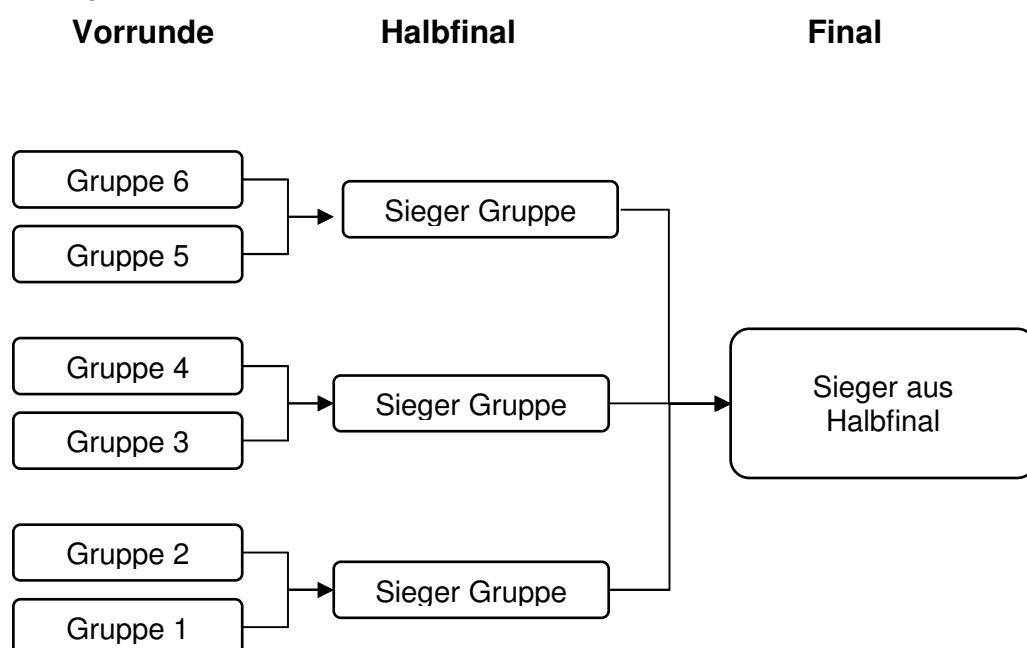 Vorrunde Halbfinal Final
Gruppe 6
Gruppe 5
Sieger Gruppe
Gruppe 4
Gruppe 3
Sieger Gruppe
Sieger aus
Halbfinal
Gruppe 2
Gruppe 1
Sieger Gruppe